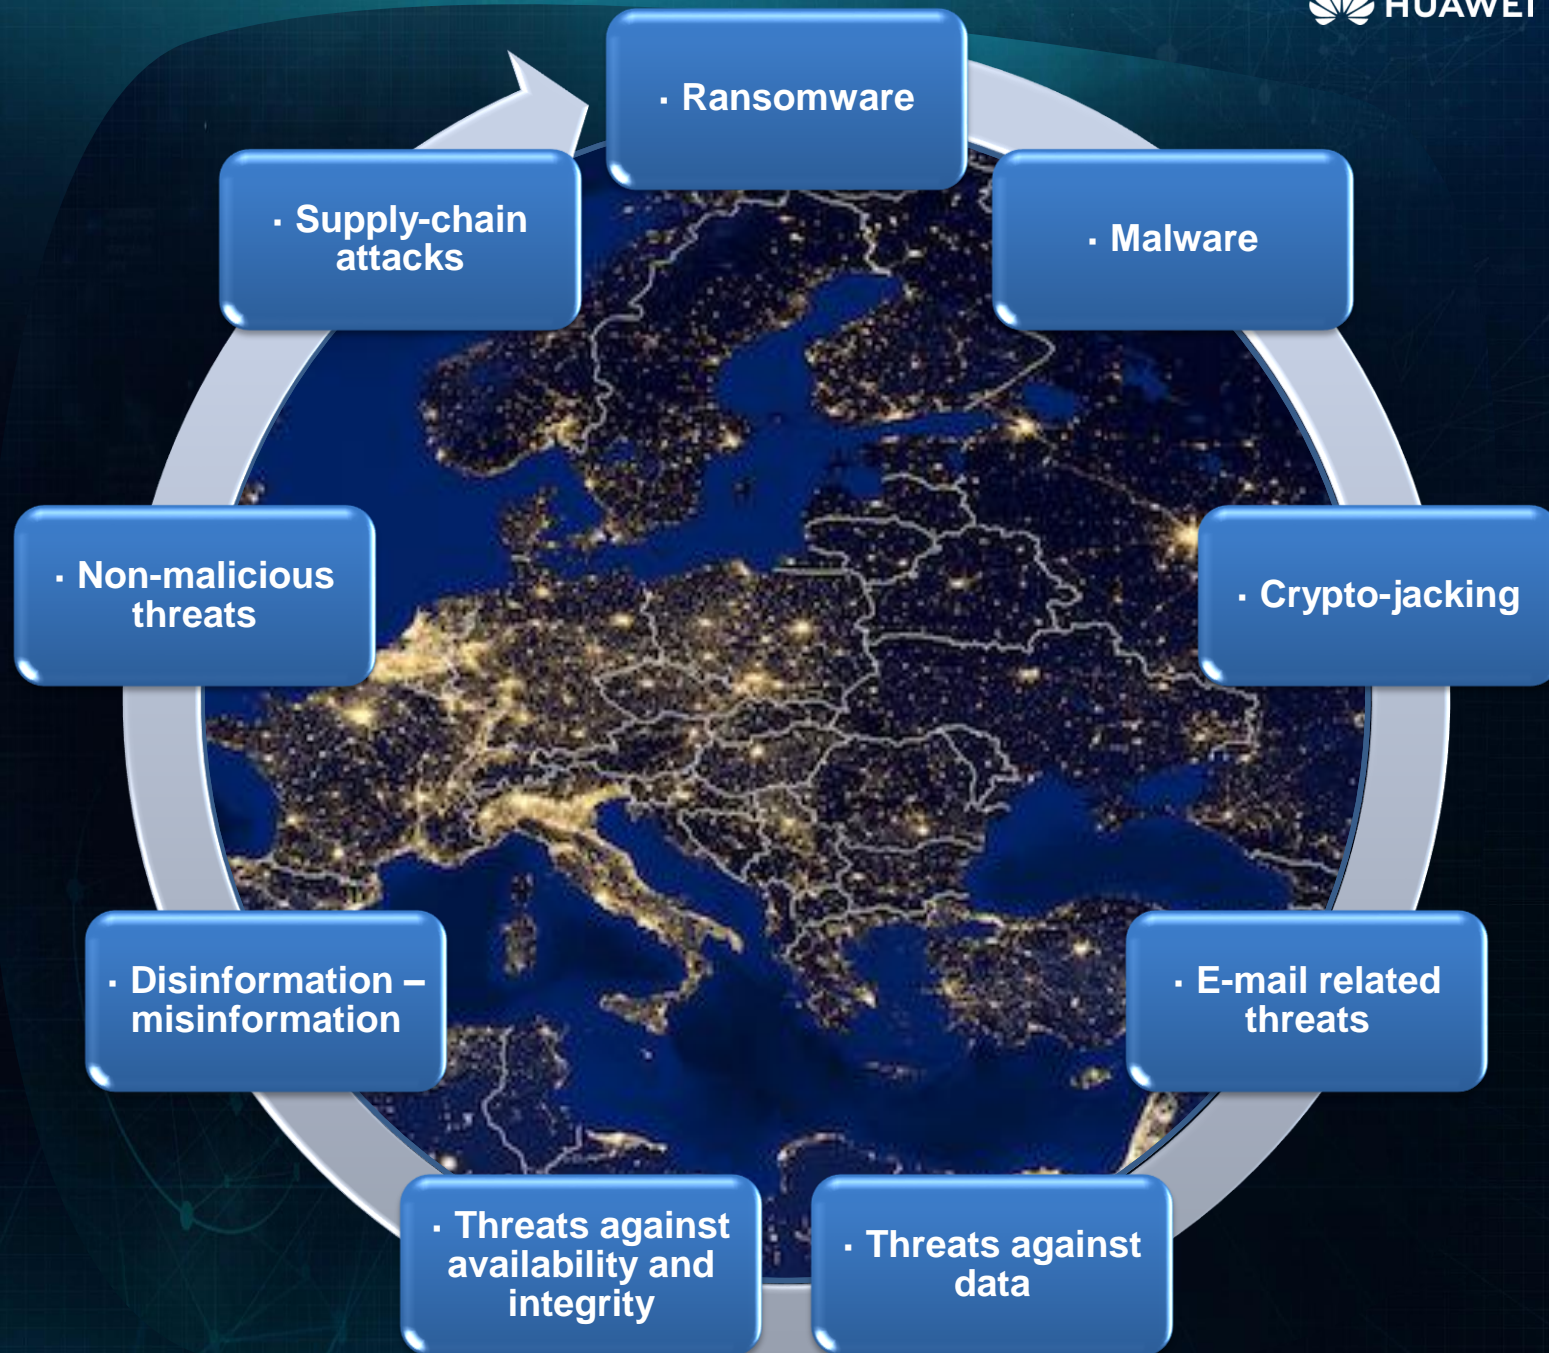 HUAWEI
· Ransomware
· Malware
· Crypto-jacking
· E-mail related
threats
· Threats against
data
· Threats against
availability and
integrity
· Disinformation –
misinformation
· Non-malicious
threats
· Supply-chain
attacks